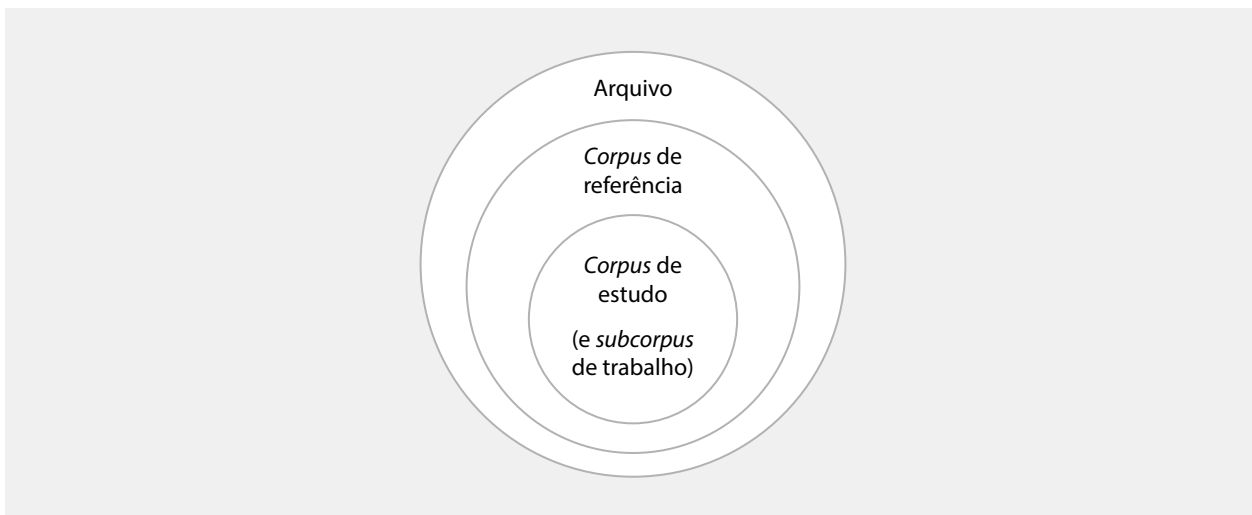 Arquivo
Corpus de
referência
Corpus de
estudo
(e subcorpus
de trabalho)